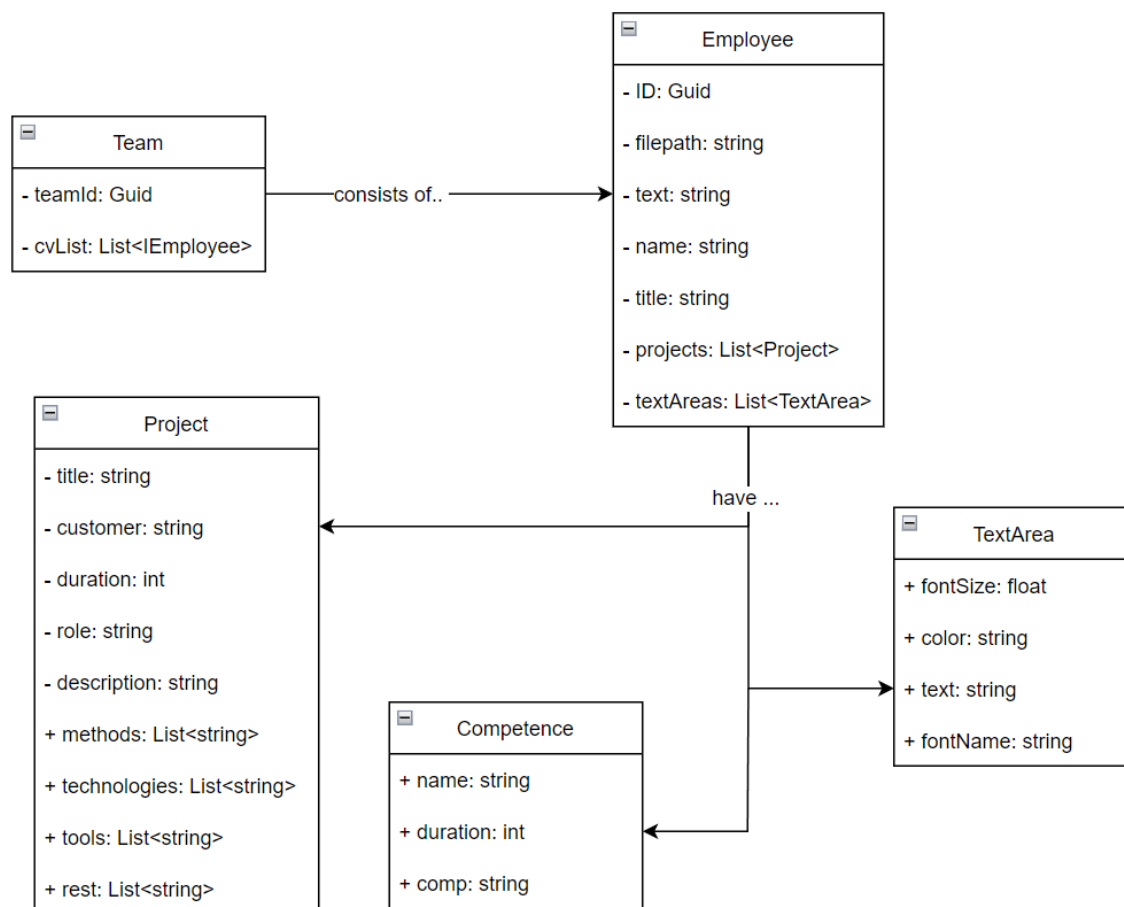 Employee
- ID: Guid
- filepath: string
- text: string
- name: string
- title: string
- projects: List<Project>
- textAreas: List<TextArea>
Team
- teamId: Guid
- cvList: List<IEmployee>
consists of..
have ...
Project
- title: string
- customer: string
- duration: int
- role: string
- description: string
+ methods: List<string>
+ technologies: List<string>
+ tools: List<string>
+ rest: List<string>
Competence
+ name: string
+ duration: int
+ comp: string
TextArea
+ fontSize: float
+ color: string
+ text: string
+ fontName: string